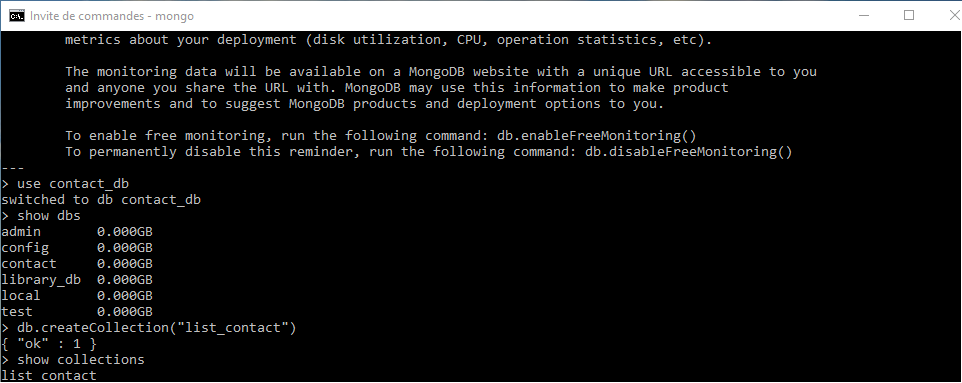 Invite de commandes - mongo
metrics about your deployment (disk utilization, CPU, operation statistics, etc).
The monitoring data will be available on a MongoDB website with a unique URL accessible to you
and anyone you share the URL with. MongoDB may use this information to make product
improvements and to suggest MongoDB products and deployment options to you.
To enable free monitoring, run the following command: db.enableFreeMonitoring()
To permanently disable this reminder, run the following command: db.disableFreeMonitoring()
---
> use contact_db
switched to db contact_db
> show dbs
admin       0.000GB
config      0.000GB
contact     0.000GB
library_db  0.000GB
local       0.000GB
test        0.000GB
> db.createCollection("list_contact")
{ "ok" : 1 }
> show collections
list_contact